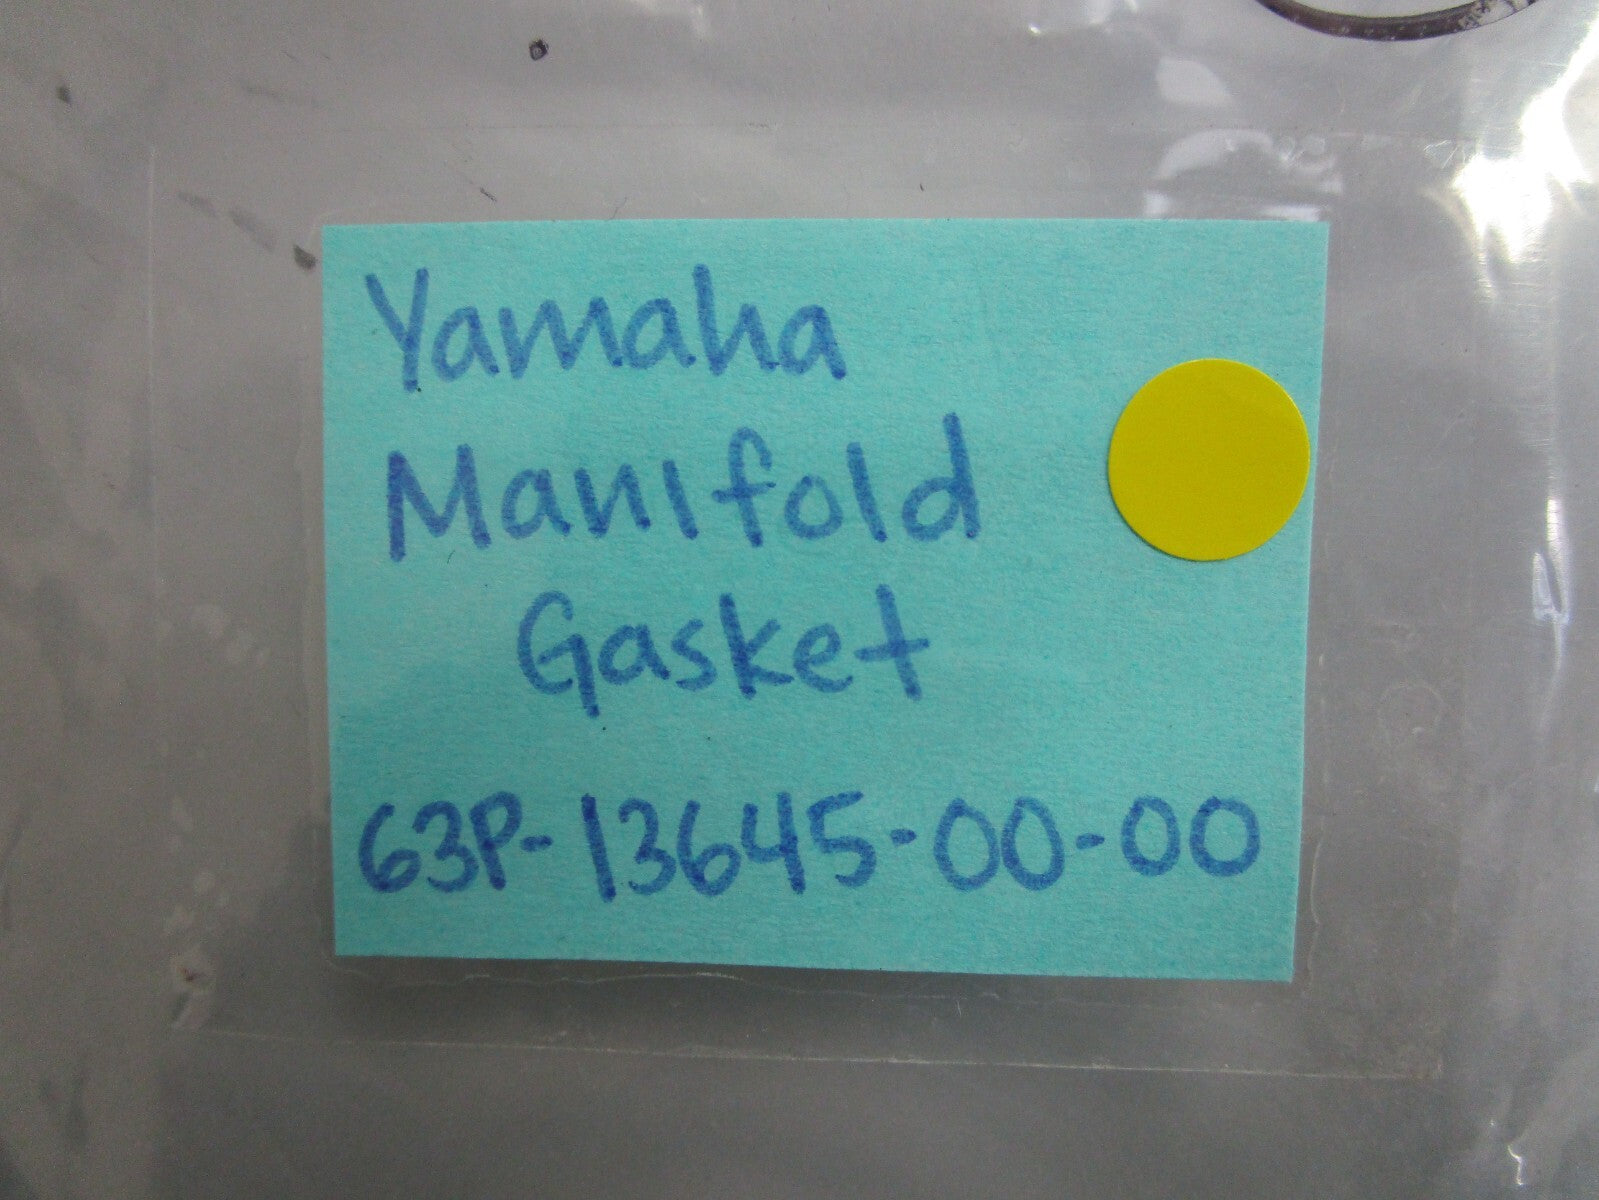 Yamaha
Manifold
Gasket
63P-13645-00-00